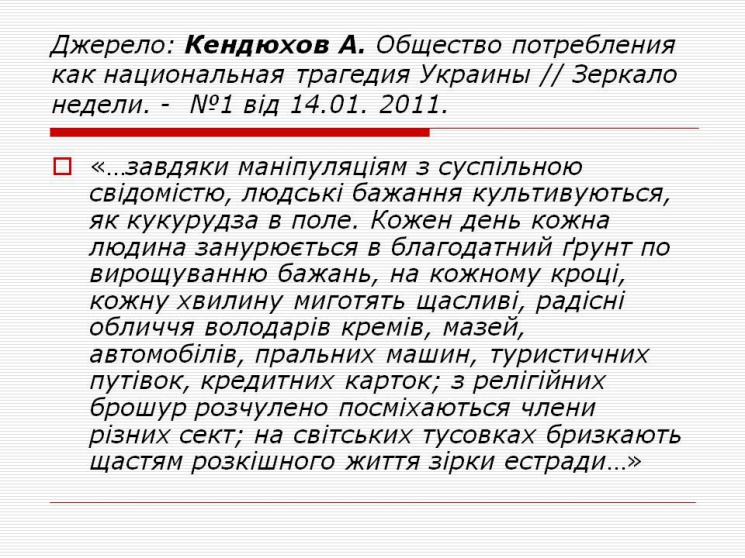 Джерело: Кендюхов А. Общество потребления
как национальная трагедия Украины // Зеркало
недели. - №1 від 14.01. 2011.
«…завдяки маніпуляціям з суспільною
свідомістю, людські бажання культивуються,
як кукурудза в поле. Кожен день кожна
людина занурюється в благодатний ґрунт по
вирощуванню бажань, на кожному кроці,
кожну хвилину миготять щасливі, радісні
обличчя володарів кремів, мазей,
автомобілів, пральних машин, туристичних
путівок, кредитних карток; з релігійних
брошур розчулено посміхаються члени
різних сект; на світських тусовках бризкають
щастям розкішного життя зірки естради…»